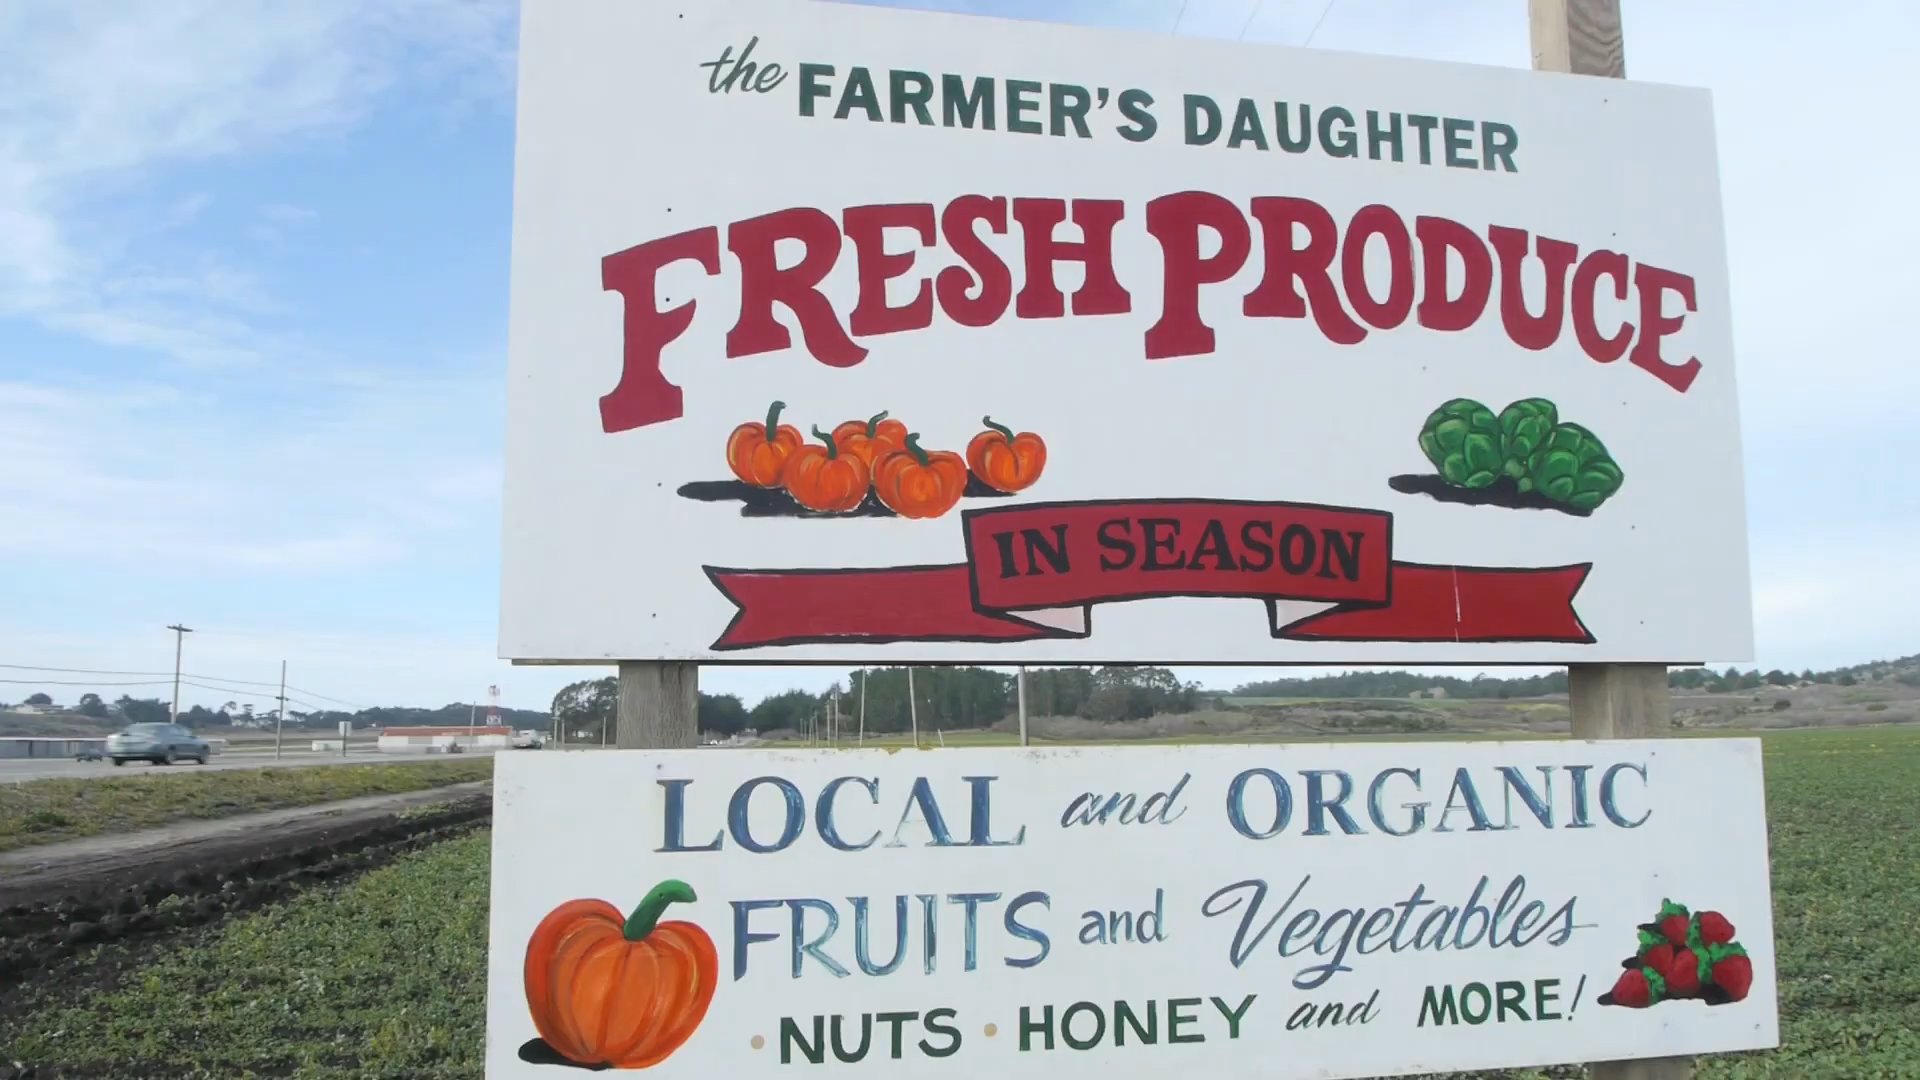 the FARMER'S DAUGHTER
FRESH PRODUCE
IN SEASON
LOCAL and ORGANIC
FRUITS and Vegetables
• NUTS • HONEY and MORE!